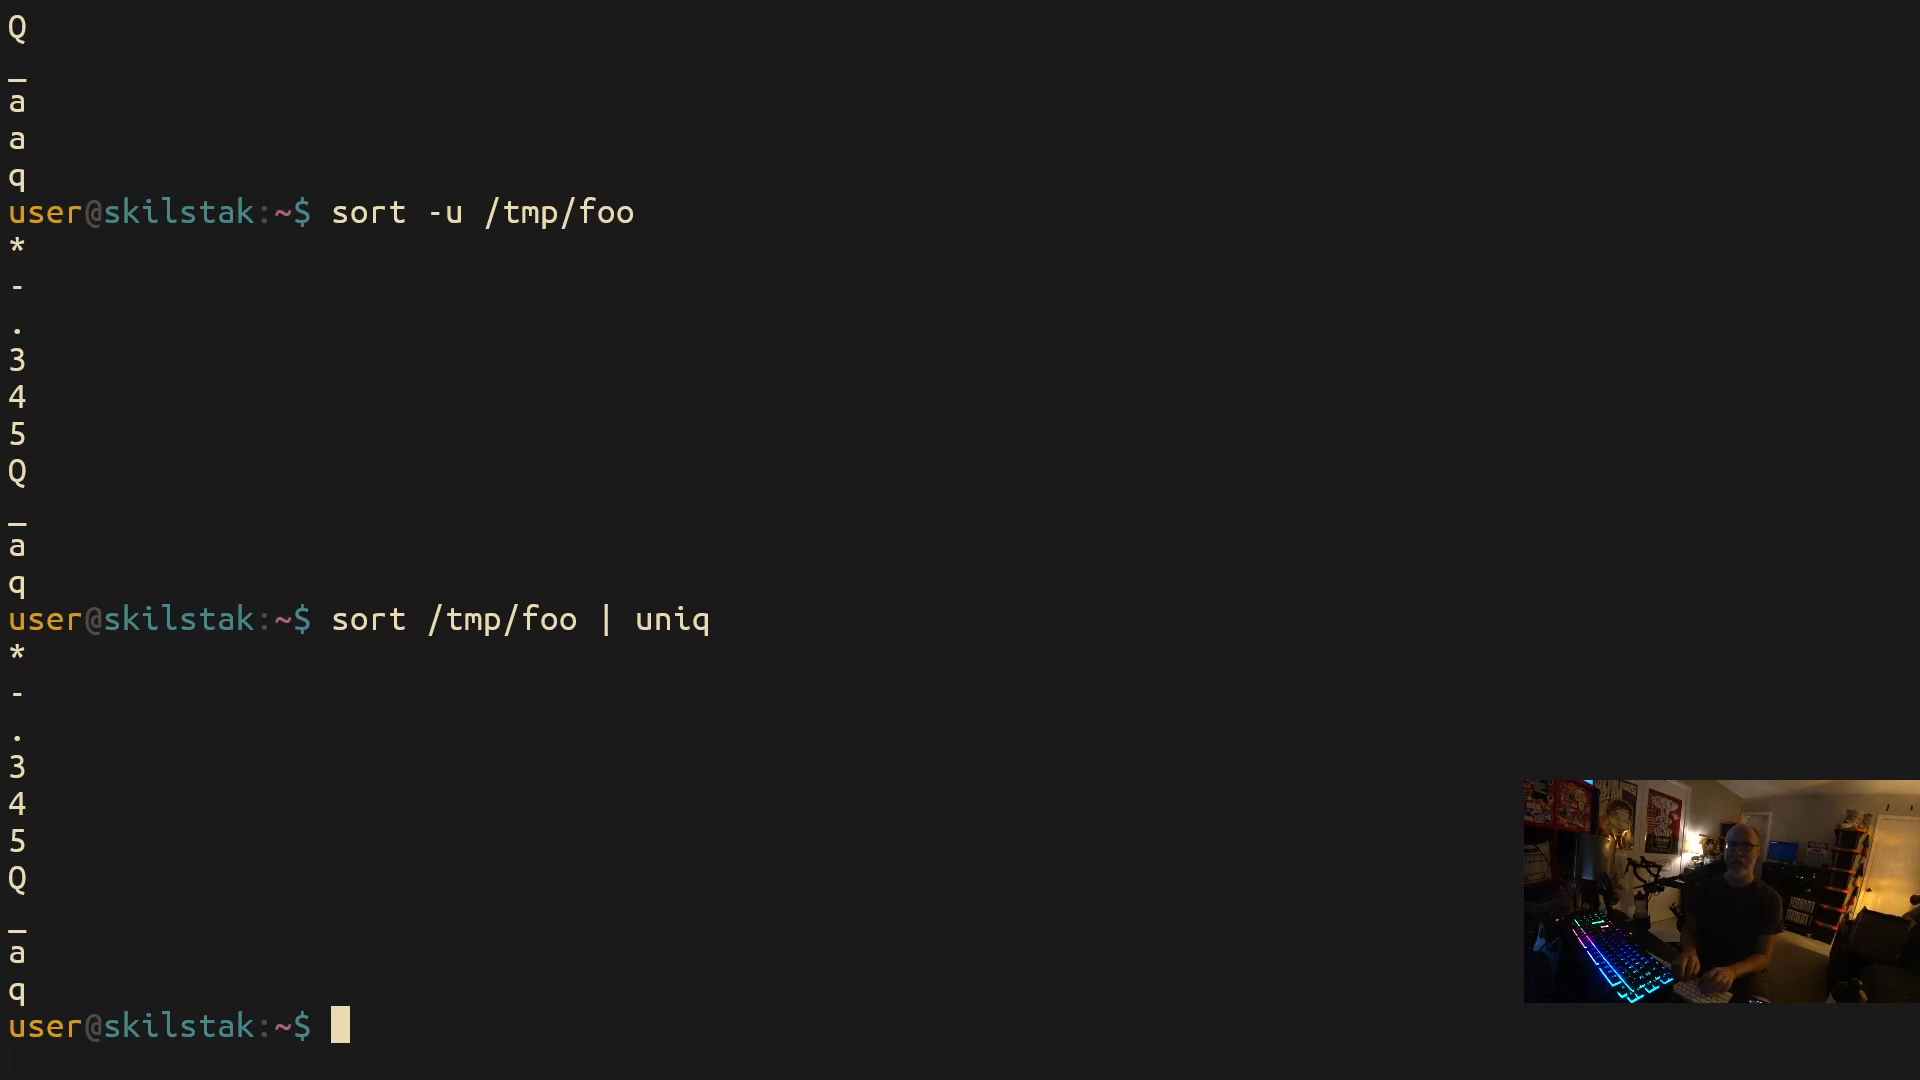 Q
_
a
a
q
user@skilstak:~$ sort -u /tmp/foo
*
-
.
3
4
5
Q
_
a
q
user@skilstak:~$ sort /tmp/foo | uniq
*
-
.
3
4
5
Q
_
a
q
user@skilstak:~$